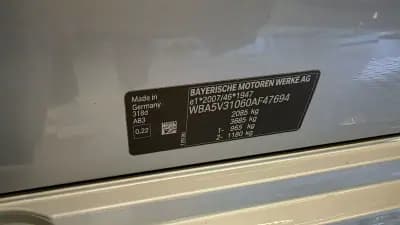 Made in
Germany
318d
A83
0.22
BAYERISCHE MOTOREN WERKE AG
e1*2007/46*1947
WBA5V31060AF47694
2085 kg
3885 kg
1- 965 kg
2- 1180 kg